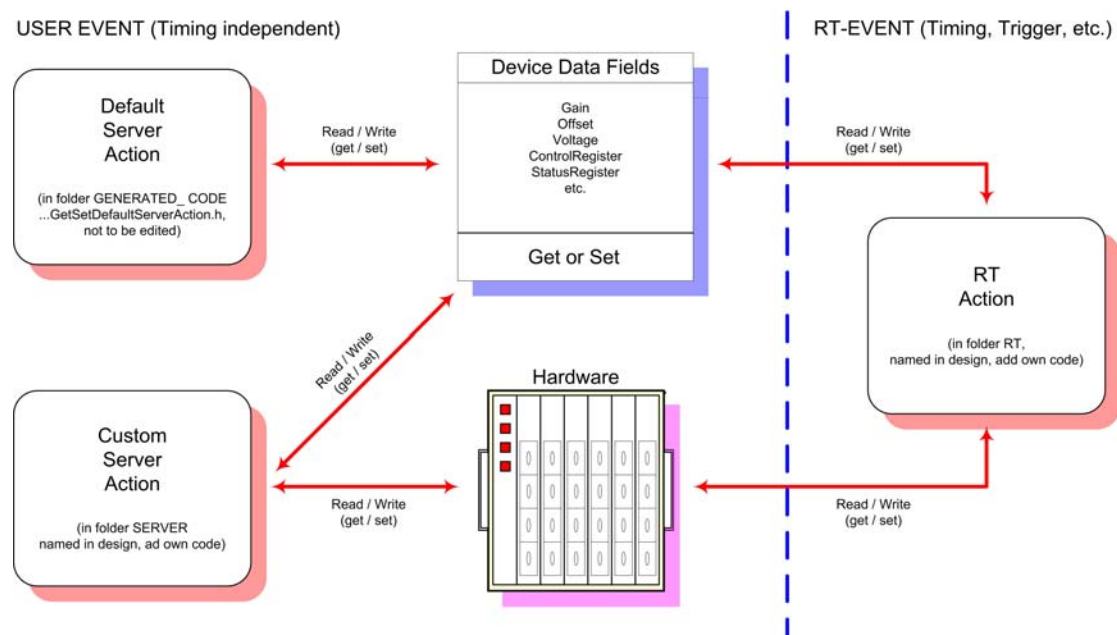 USER EVENT (Timing independent)
RT-EVENT (Timing, Trigger, etc.)
Default
Server
Action
(in folder GENERATED_ CODE
...GetSetDefaultServerAction.h,
not to be edited)
Read / Write
(get / set)
Device Data Fields
Gain
Offset
Voltage
ControlRegister
StatusRegister
etc.
Get or Set
Read / Write
(get / set)
RT
Action
(in folder RT,
named in design, add own code)
Read / Write
(get / set)
Hardware
Custom
Server
Action
(in folder SERVER
named in design, ad own code)
Read / Write
(get / set)
Read / Write
(get / set)